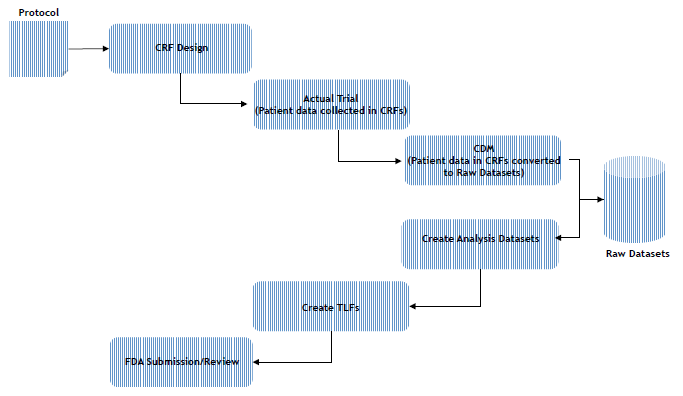 Protocol
CRF Design
Actual Trial
(Patient data collected in CRFs)
CDM
(Patient data in CRFs converted
to Raw Datasets)
Raw Datasets
Create Analysis Datasets
Create TLFs
FDA Submission/Review